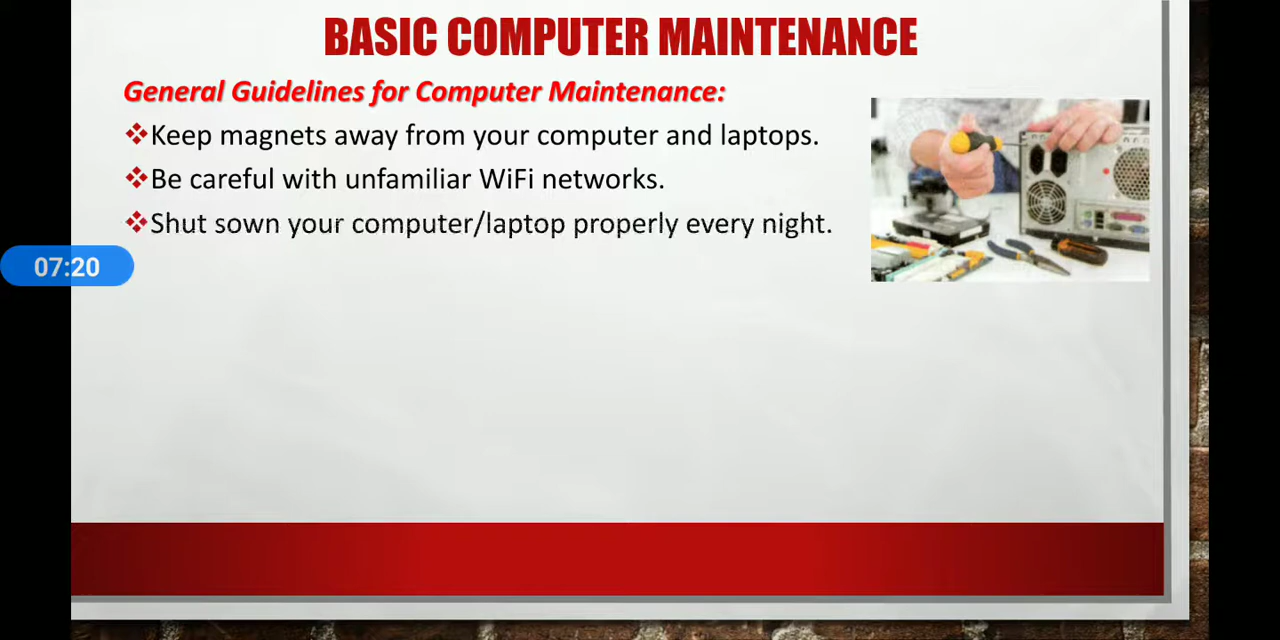 BASIC COMPUTER MAINTENANCE
General Guidelines for Computer Maintenance:
❖Keep magnets away from your computer and laptops.
❖Be careful with unfamiliar WiFi networks.
❖Shut sown your computer/laptop properly every night.
07:20